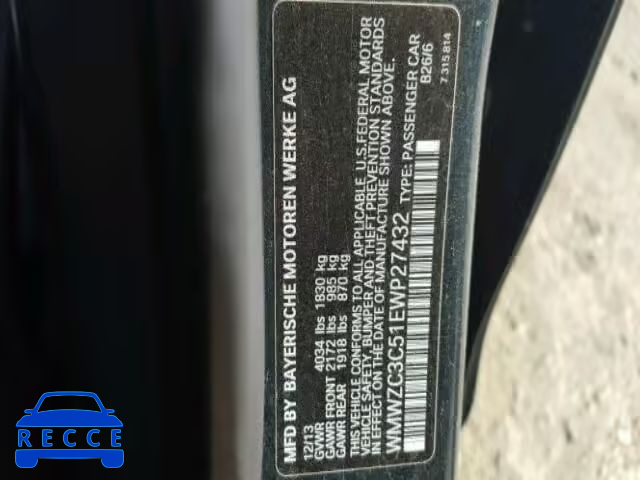 MFD BY BAYERISCHE MOTOREN WERKE AG
12/13
GVWR 4034 lbs 1830 kg
GAWR FRONT 2172 lbs 985 kg
GAWR REAR 1918 lbs 870 kg
THIS VEHICLE CONFORMS TO ALL APPLICABLE U.S.FEDERAL MOTOR
VEHICLE SAFETY, BUMPER AND THEFT PREVENTION STANDARDS
IN EFFECT ON THE DATE OF MANUFACTURE SHOWN ABOVE.
WMWZC3C51EWP27432 TYPE: PASSENGER CAR
B26/6
7 315 814
RECCE